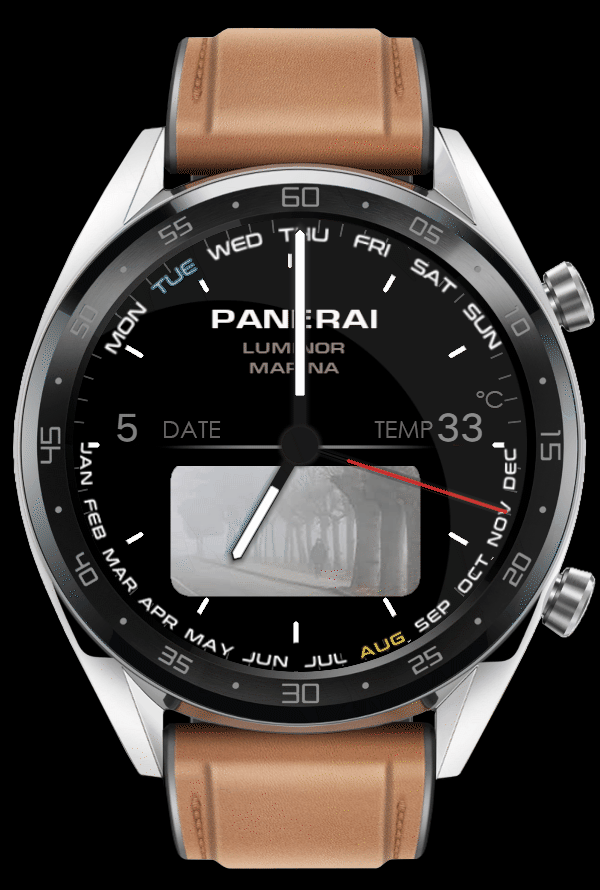 60
55
05
50
10
45
15
40
20
35
25
30
MON TUE WED THU FRI SAT SUN
PANERAI
LUMINOR
MARINA
°C
5 DATE TEMP 33
JAN FEB MAR APR MAY JUN JUL AUG SEP OCT NOV DEC